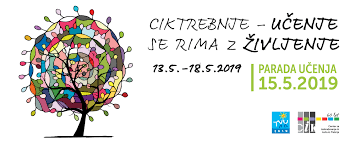 CIKTREBNJE – UČENJE
SE RIMA Z ŽIVLJENJE
13.5.–18.5.2019
PARADA UČENJA
15.5.2019